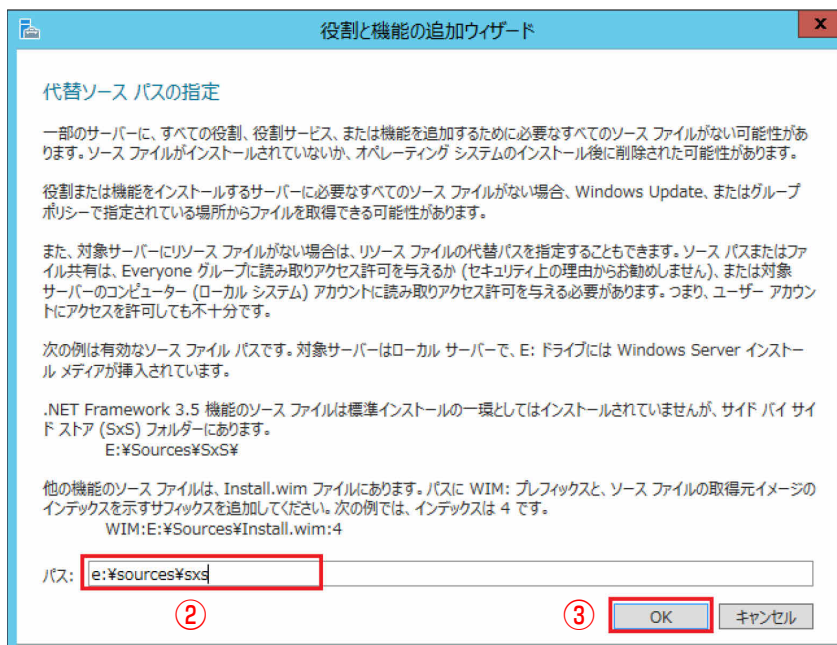 役割と機能の追加ウィザード
x
代替ソース パスの指定
一部のサーバーに、すべての役割、役割サービス、または機能を追加するために必要なすべてのソース ファイルがない可能性があ
ります。ソース ファイルがインストールされていないか、オペレーティング システムのインストール後に削除された可能性があります。
役割または機能をインストールするサーバーに必要なすべてのソース ファイルがない場合、Windows Update、またはグループ
ポリシーで指定されている場所からファイルを取得できる可能性があります。
また、対象サーバーにリソース ファイルがない場合は、リソース ファイルの代替パスを指定することもできます。ソース パスまたはファ
イル共有は、Everyone グループに読み取りアクセス許可を与えるか (セキュリティ上の理由からお勧めしません)、または対象
サーバーのコンピューター (ローカル システム) アカウントに読み取りアクセス許可を与える必要があります。つまり、ユーザー アカウン
トにアクセスを許可しても不十分です。
次の例は有効なソース ファイル パスです。対象サーバーはローカル サーバーで、E: ドライブには Windows Server インストー
ル メディアが挿入されています。
.NET Framework 3.5 機能のソース ファイルは標準インストールの一環としてはインストールされていませんが、サイド バイ サイ
ド ストア (SxS) フォルダーにあります。
E:¥Sources¥SxS¥
他の機能のソース ファイルは、Install.wim ファイルにあります。パスに WIM: プレフィックスと、ソース ファイルの取得元イメージの
インデックスを示すサフィックスを追加してください。次の例では、インデックスは 4 です。
WIM:E:¥Sources¥Install.wim:4
パス: e:¥sources¥sxs
② ③ OK キャンセル